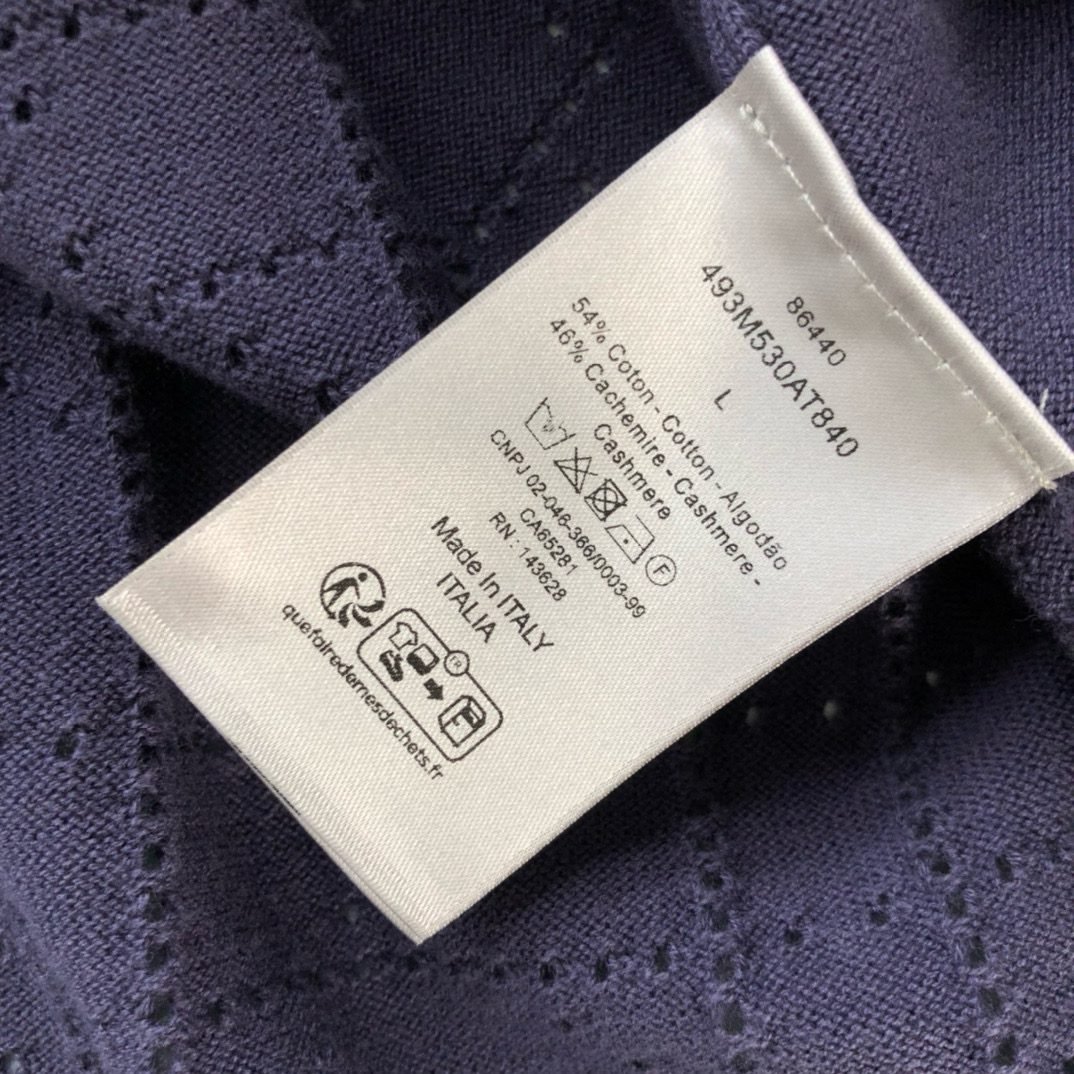 86440
493M530AT840
L
54% Coton - Cotton - Algodão
46% Cachemire - Cashmere -
Cashmere
F
CNPJ 02-046-366/0003-99
CA65281
RN : 143628
Made In ITALY
ITALIA
FR
quefairedemesdechets.fr